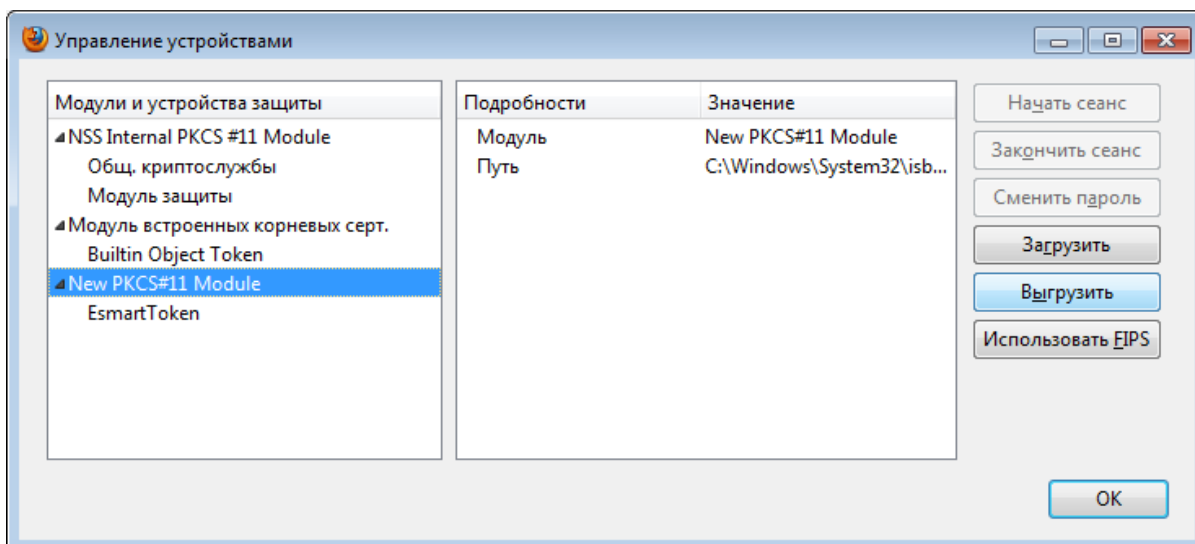 Управление устройствами
Модули и устройства защиты
NSS Internal PKCS #11 Module
Общ. криптослужбы
Модуль защиты
Модуль встроенных корневых серт.
Builtin Object Token
New PKCS#11 Module
EsmartToken
Подробности Значение
Модуль New PKCS#11 Module
Путь C:\Windows\System32\isb...
Начать сеанс
Закончить сеанс
Сменить пароль
Загрузить
Выгрузить
Использовать FIPS
OK